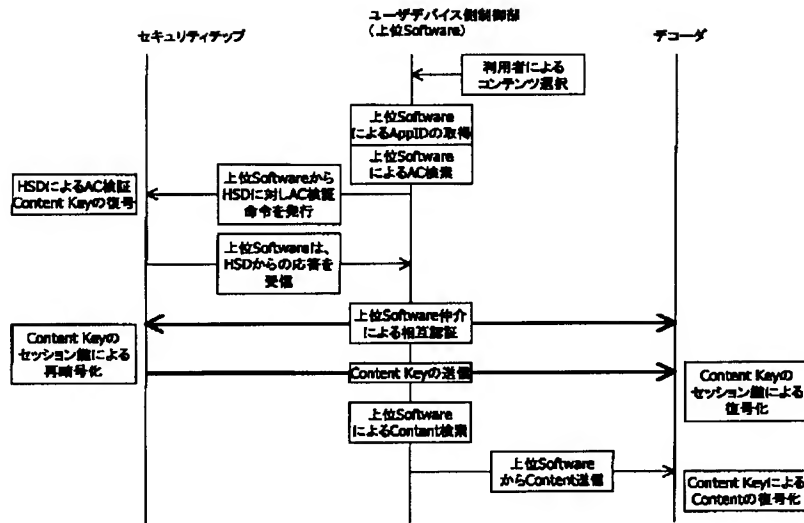 セキュリティチップ
ユーザデバイス側制御部
(上位Software)
デコーダ
利用者による
コンテンツ選択
上位Software
によるAppIDの取得
上位Software
によるAC検索
上位Softwareから
HSDに対しAC検証
命令を発行
HSDによるAC検証
Content Keyの復号
上位Softwareは、
HSDからの応答を
受信
上位Software仲介
による相互認証
Content Keyの
セッション鍵による
再暗号化
Content Keyの送信
Content Keyの
セッション鍵による
復号化
上位Software
によるContent検索
上位Software
からContent送信
Content Keyによる
Contentの復号化